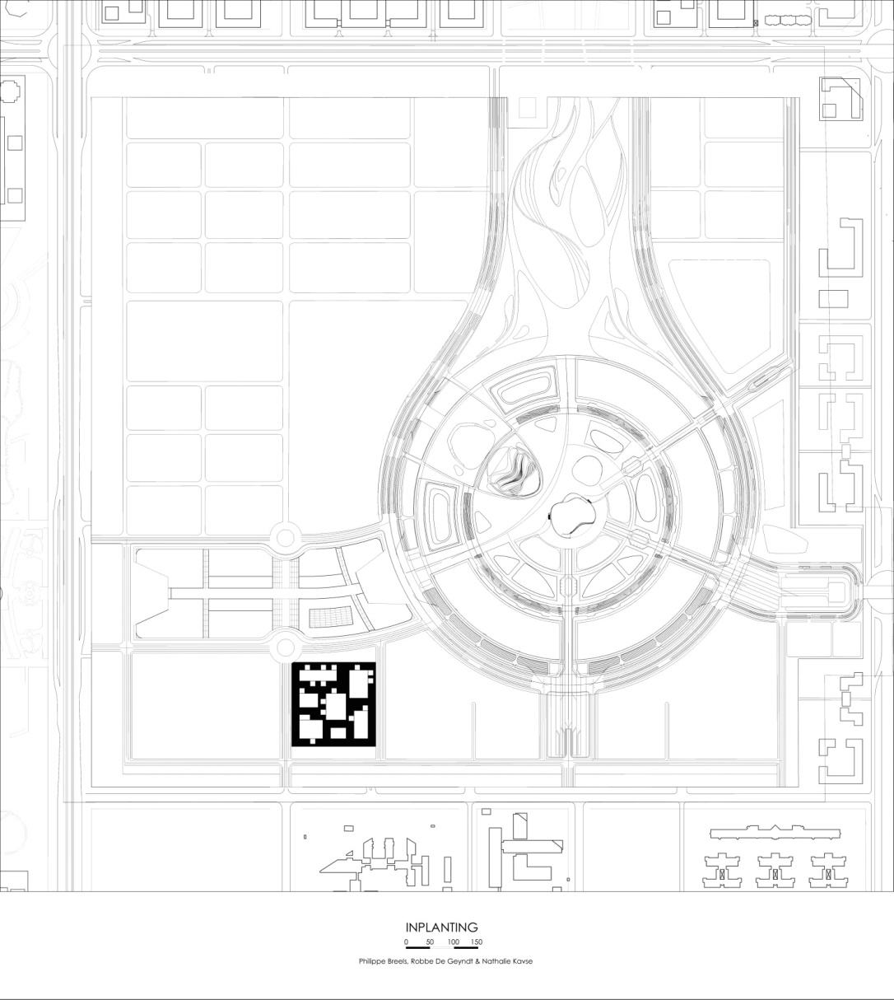 INPLANTING
0 50 100 150
Philippe Breels, Robbe De Geyndt & Nathalie Kavse